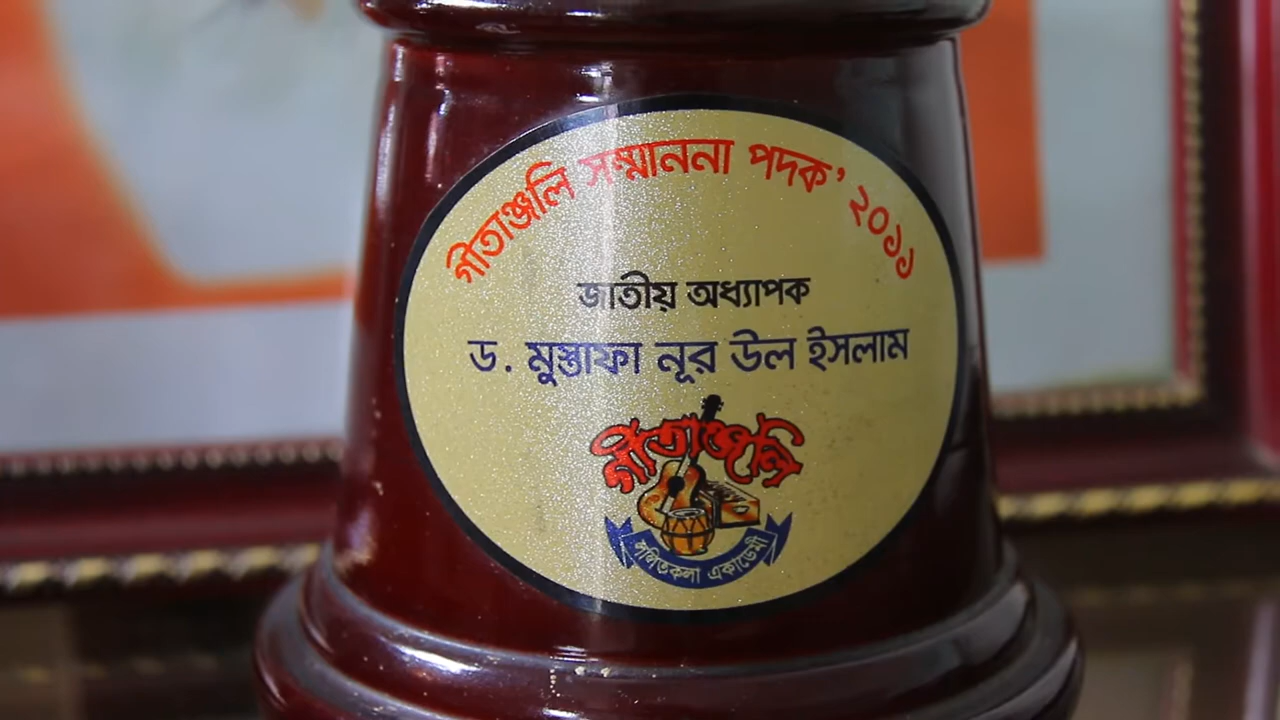 গীতাঞ্জলি সম্মাননা পদক’ ২০১১
জাতীয় অধ্যাপক
ড. মুস্তাফা নূর উল ইসলাম
গীতাঞ্জলি
ললিতকলা একাডেমী